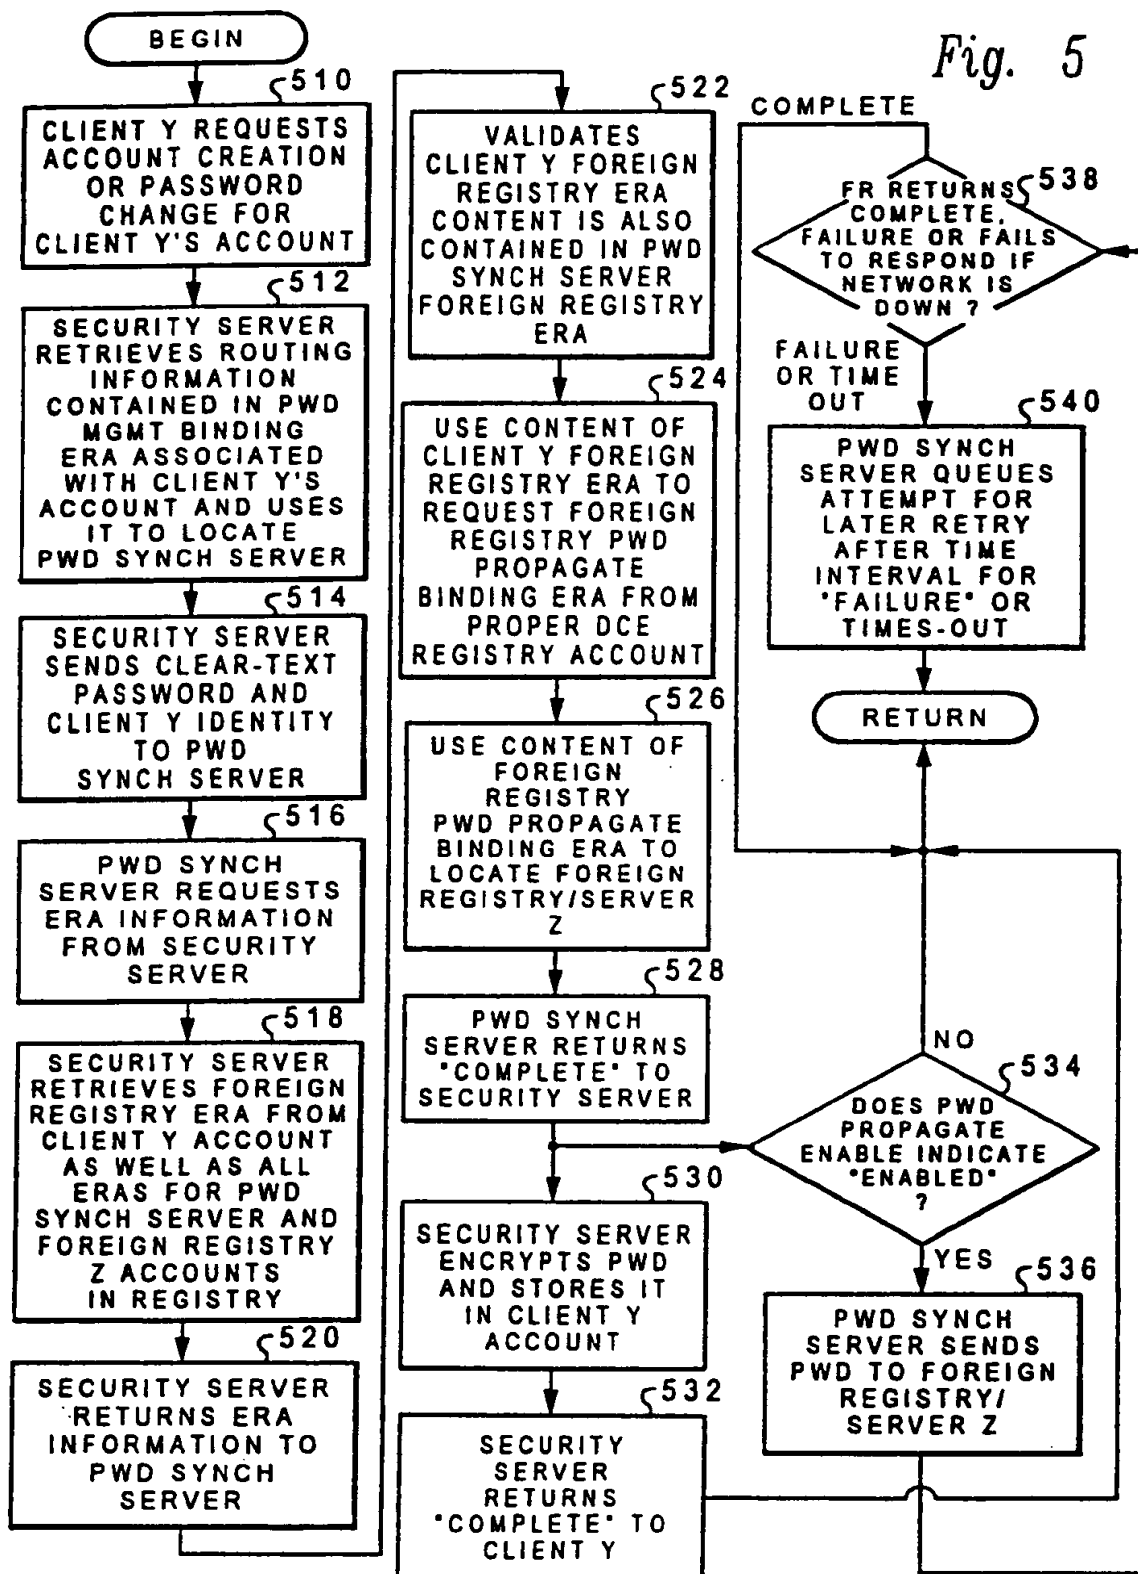 Fig. 5
BEGIN
510
CLIENT Y REQUESTS
ACCOUNT CREATION
OR PASSWORD
CHANGE FOR
CLIENT Y'S ACCOUNT
512
SECURITY SERVER
RETRIEVES ROUTING
INFORMATION
CONTAINED IN PWD
MGMT BINDING
ERA ASSOCIATED
WITH CLIENT Y'S
ACCOUNT AND USES
IT TO LOCATE
PWD SYNCH SERVER
514
SECURITY SERVER
SENDS CLEAR-TEXT
PASSWORD AND
CLIENT Y IDENTITY
TO PWD
SYNCH SERVER
516
PWD SYNCH
SERVER REQUESTS
ERA INFORMATION
FROM SECURITY
SERVER
518
SECURITY SERVER
RETRIEVES FOREIGN
REGISTRY ERA FROM
CLIENT Y ACCOUNT
AS WELL AS ALL
ERAS FOR PWD
SYNCH SERVER AND
FOREIGN REGISTRY
Z ACCOUNTS
IN REGISTRY
520
SECURITY SERVER
RETURNS ERA
INFORMATION TO
PWD SYNCH
SERVER
522
VALIDATES
CLIENT Y FOREIGN
REGISTRY ERA
CONTENT IS ALSO
CONTAINED IN PWD
SYNCH SERVER
FOREIGN REGISTRY
ERA
524
USE CONTENT OF
CLIENT Y FOREIGN
REGISTRY ERA TO
REQUEST FOREIGN
REGISTRY PWD
PROPAGATE
BINDING ERA FROM
PROPER DCE
REGISTRY ACCOUNT
526
USE CONTENT OF
FOREIGN
REGISTRY
PWD PROPAGATE
BINDING ERA TO
LOCATE FOREIGN
REGISTRY/SERVER
Z
528
PWD SYNCH
SERVER RETURNS
"COMPLETE" TO
SECURITY SERVER
530
SECURITY SERVER
ENCRYPTS PWD
AND STORES IT
IN CLIENT Y
ACCOUNT
532
SECURITY
SERVER
RETURNS
"COMPLETE" TO
CLIENT Y
COMPLETE
538
FR RETURNS
COMPLETE,
FAILURE OR FAILS
TO RESPOND IF
NETWORK IS
DOWN ?
FAILURE
OR TIME
OUT
540
PWD SYNCH
SERVER QUEUES
ATTEMPT FOR
LATER RETRY
AFTER TIME
INTERVAL FOR
"FAILURE" OR
TIMES-OUT
RETURN
NO
534
DOES PWD
PROPAGATE
ENABLE INDICATE
"ENABLED"
?
YES
536
PWD SYNCH
SERVER SENDS
PWD TO FOREIGN
REGISTRY/
SERVER Z